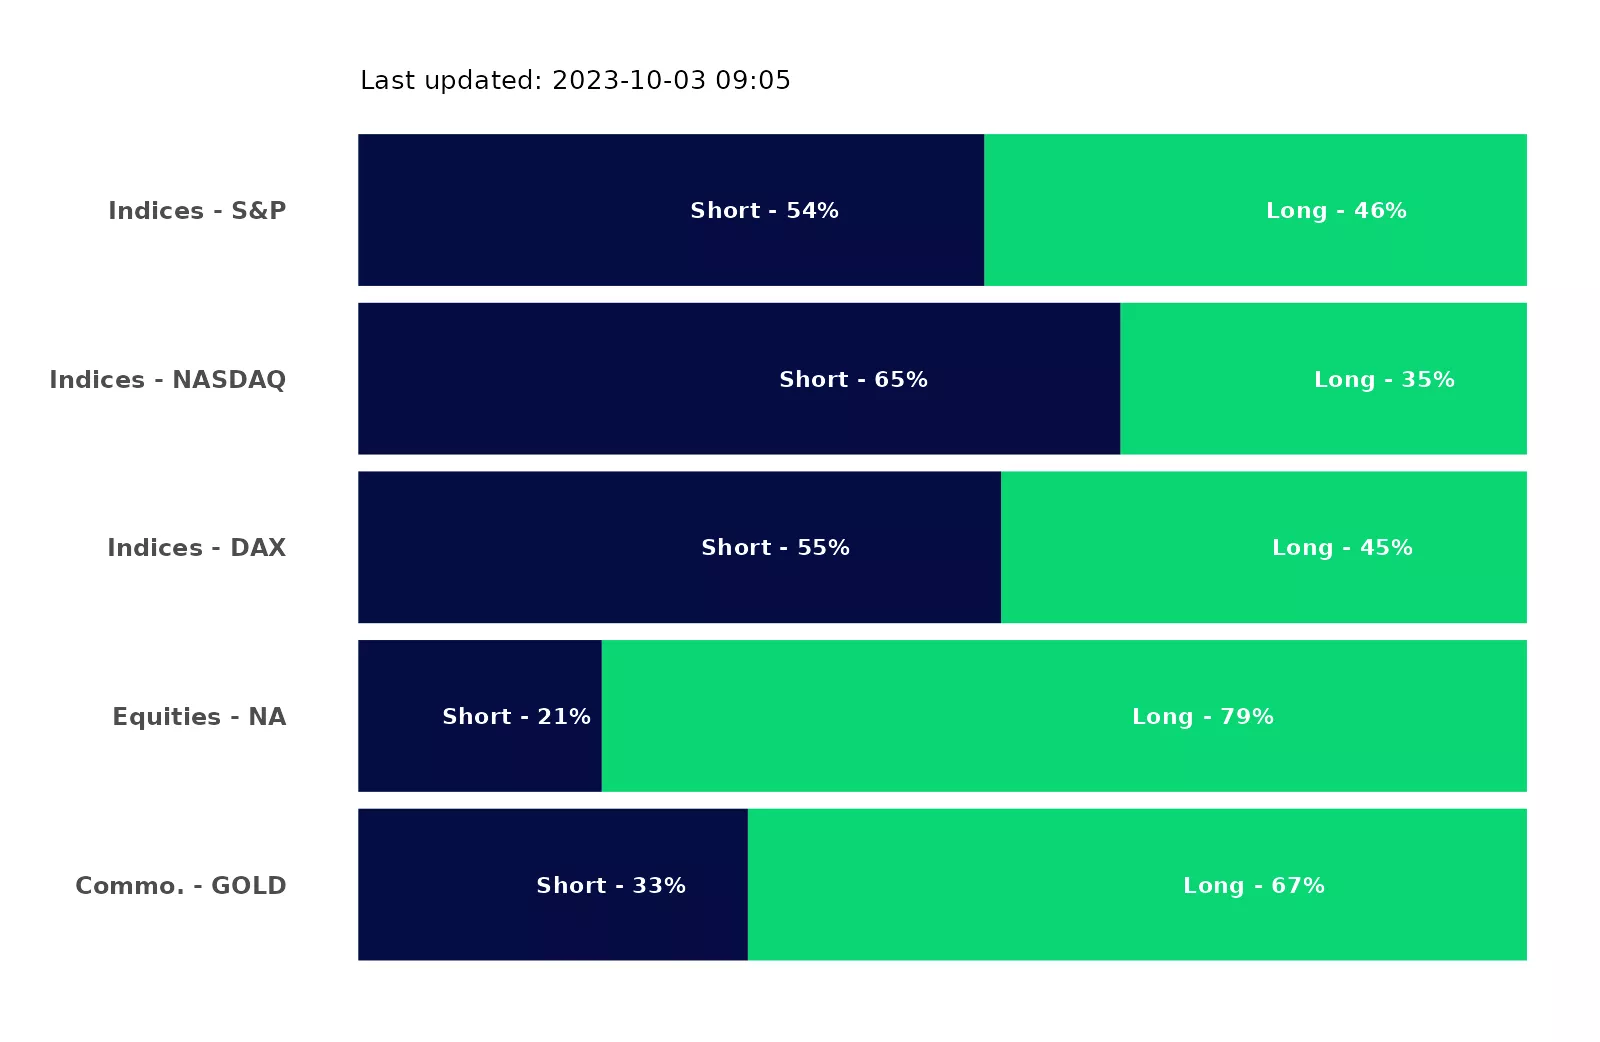 Last updated: 2023-10-03 09:05
Indices - S&P Short - 54% Long - 46%
Indices - NASDAQ Short - 65% Long - 35%
Indices - DAX Short - 55% Long - 45%
Equities - NA Short - 21% Long - 79%
Commo. - GOLD Short - 33% Long - 67%